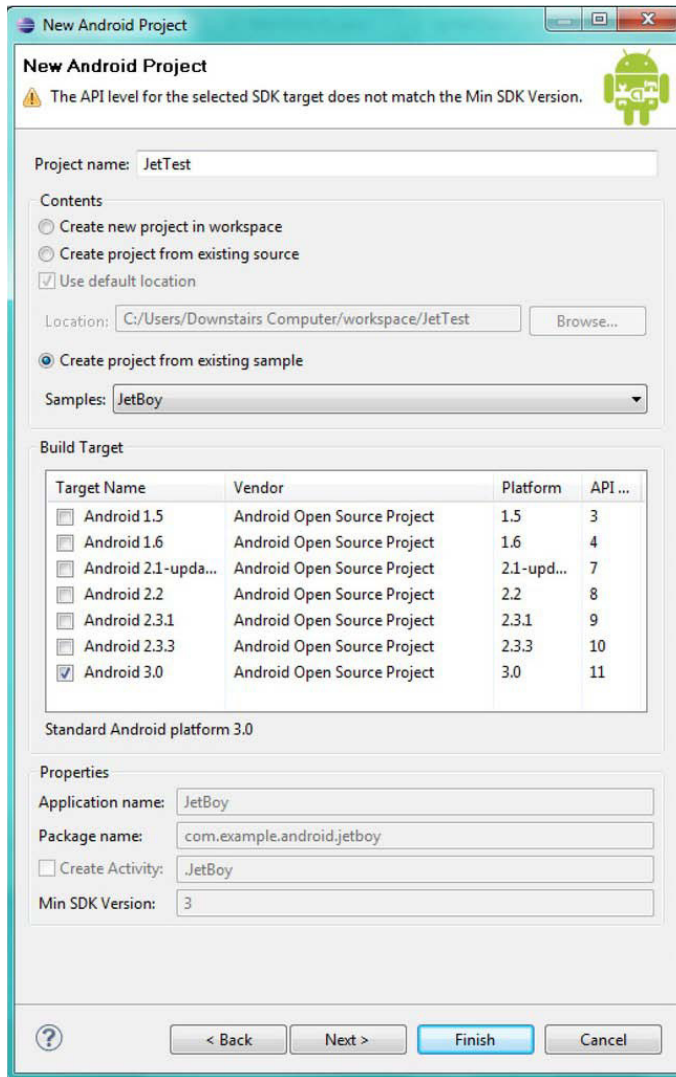 New Android Project
New Android Project
The API level for the selected SDK target does not match the Min SDK Version.
Project name: JetTest
Contents
Create new project in workspace
Create project from existing source
Use default location
Location: C:/Users/Downstairs Computer/workspace/JetTest Browse...
Create project from existing sample
Samples: JetBoy
Build Target
Target Name Vendor Platform API ...
Android 1.5 Android Open Source Project 1.5 3
Android 1.6 Android Open Source Project 1.6 4
Android 2.1-upda... Android Open Source Project 2.1-upd... 7
Android 2.2 Android Open Source Project 2.2 8
Android 2.3.1 Android Open Source Project 2.3.1 9
Android 2.3.3 Android Open Source Project 2.3.3 10
Android 3.0 Android Open Source Project 3.0 11
Standard Android platform 3.0
Properties
Application name: JetBoy
Package name: com.example.android.jetboy
Create Activity: .JetBoy
Min SDK Version: 3
? < Back Next > Finish Cancel